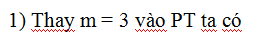 1) Thay m = 3 vào PT ta có